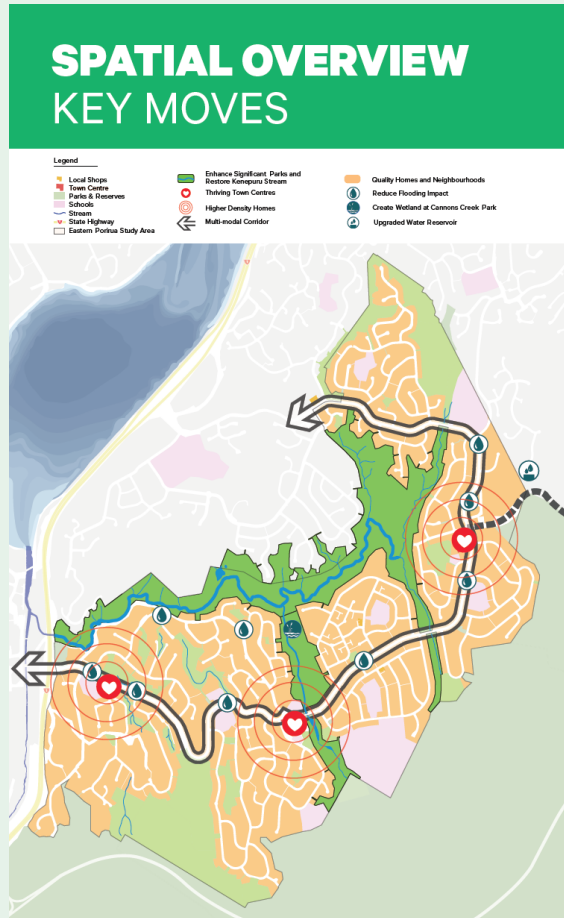 SPATIAL OVERVIEW
KEY MOVES
Legend
Local Shops
Town Centre
Parks & Reserves
Schools
Stream
State Highway
Eastern Porirua Study Area
Enhance Significant Parks and
Restore Kenepuru Stream
Thriving Town Centres
Higher Density Homes
Multi-modal Corridor
Quality Homes and Neighbourhoods
Reduce Flooding Impact
Create Wetland at Cannons Creek Park
Upgraded Water Reservoir